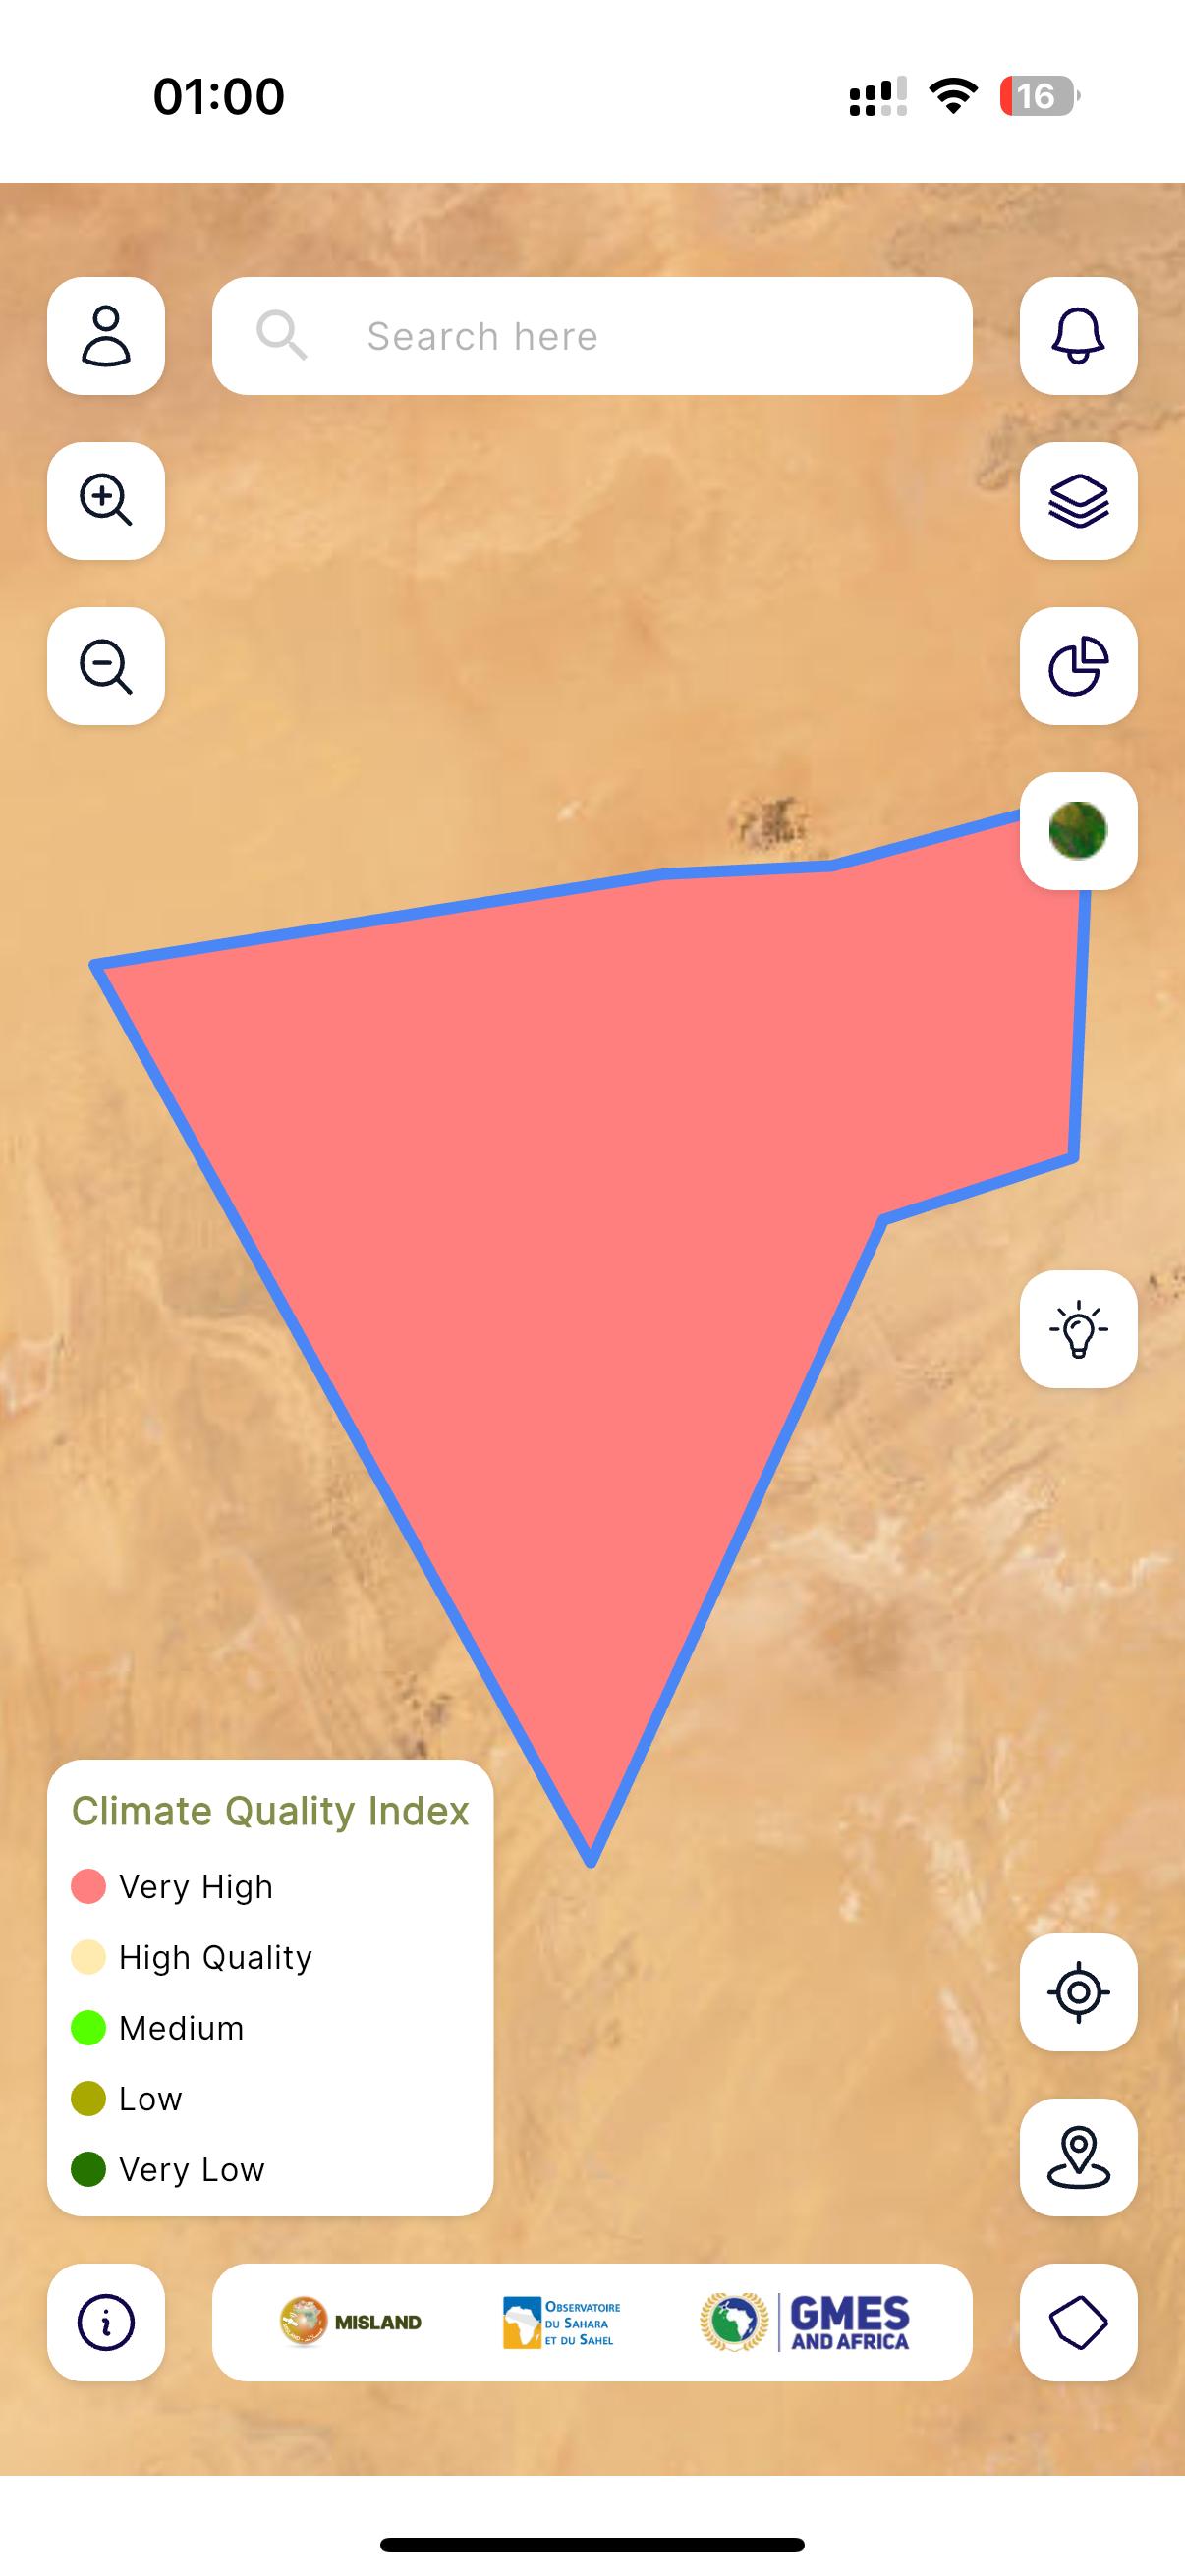 01:00
16
Search here
Climate Quality Index
Very High
High Quality
Medium
Low
Very Low
MISLAND
OBSERVATOIRE
DU SAHARA
ET DU SAHEL
GMES
AND AFRICA